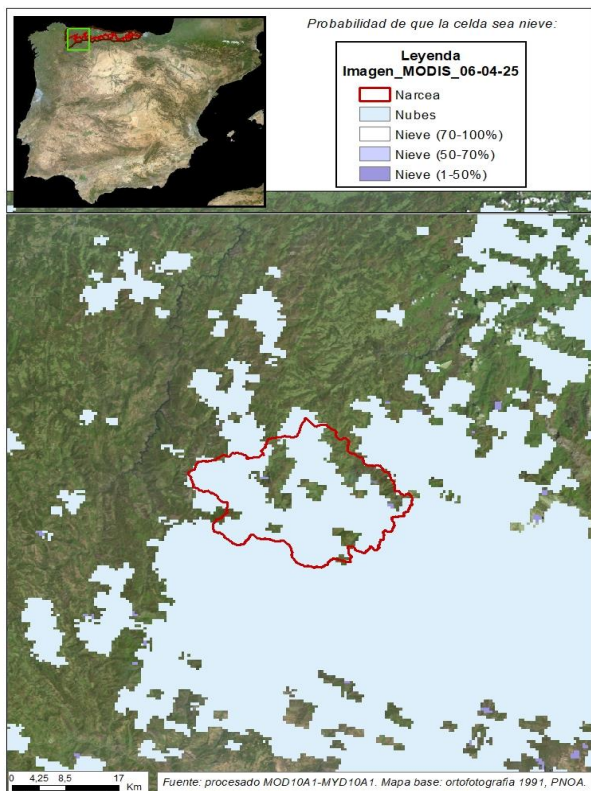 Probabilidad de que la celda sea nieve:
Leyenda
Imagen_MODIS_06-04-25
Narcea
Nubes
Nieve (70-100%)
Nieve (50-70%)
Nieve (1-50%)
0 4,25 8,5 17
Km
Fuente: procesado MOD10A1-MYD10A1. Mapa base: ortofotografia 1991, PNOA.